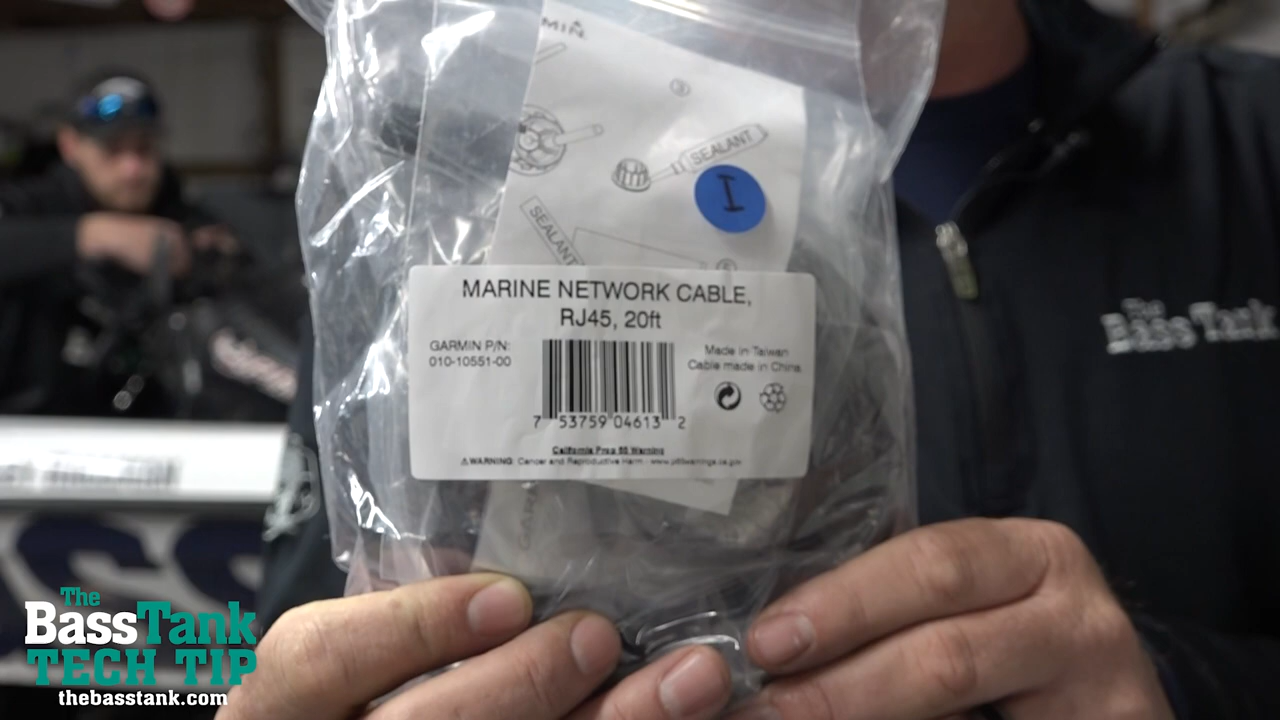 MIN
3
SEALANT
I
SEALANT
MARINE NETWORK CABLE,
RJ45, 20ft
GARMIN P/N:
010-10551-00
Made in Taiwan
Cable made in China
7 53759 04613 2
California Prop 65 Warning
WARNING: Cancer and Reproductive Harm - www.p65warnings.ca.gov
The
Bass Tank
The
BassTank
TECH TIP
thebasstank.com